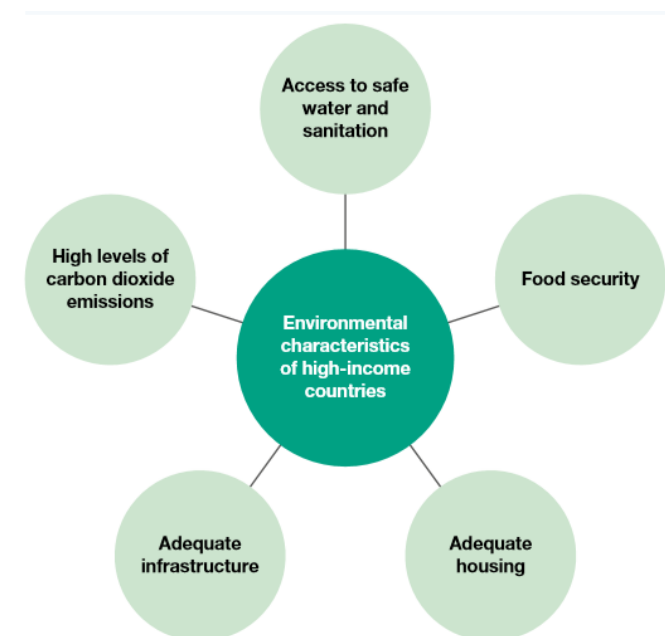 Access to safe
water and
sanitation
High levels of
carbon dioxide
emissions
Food security
Environmental
characteristics
of high-income
countries
Adequate
infrastructure
Adequate
housing